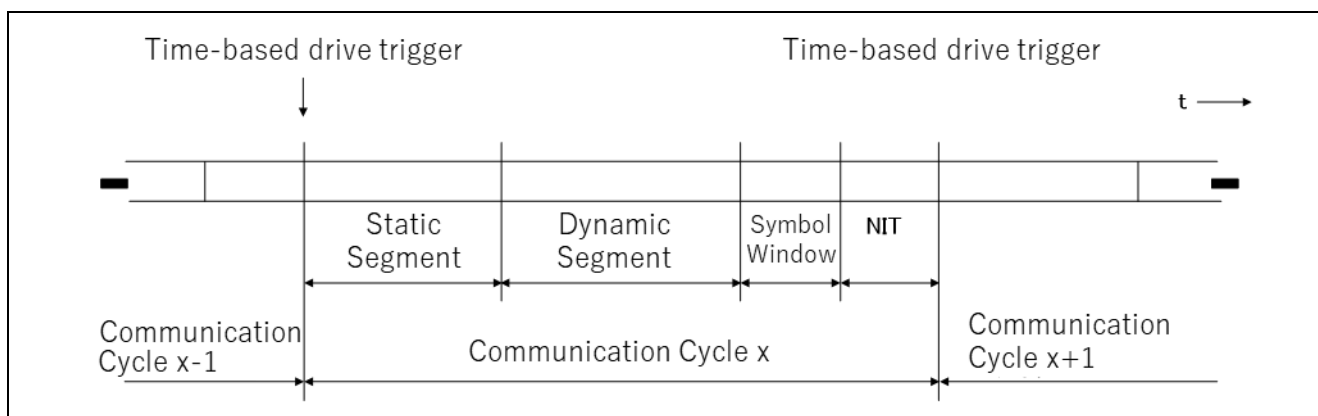 Time-based drive trigger
Time-based drive trigger
t
Static
Segment
Dynamic
Segment
Symbol
Window
NIT
Communication
Cycle x-1
Communication Cycle x
Communication
Cycle x+1